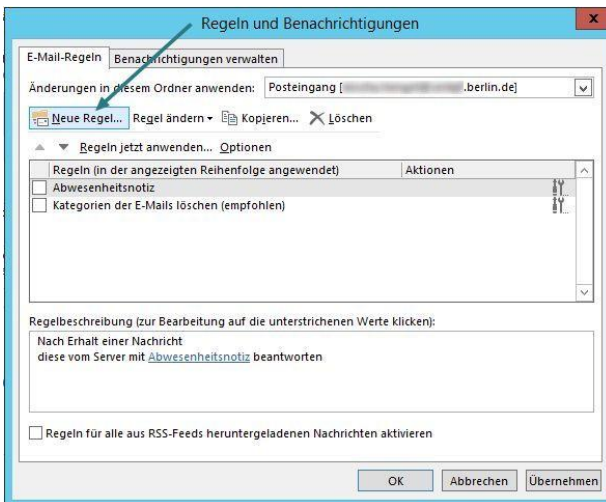 Regeln und Benachrichtigungen
x
E-Mail-Regeln Benachrichtigungen verwalten
Änderungen in diesem Ordner anwenden: Posteingang [ .berlin.de]
Neue Regel... Regel ändern Kopieren... Löschen
Regeln jetzt anwenden... Optionen
Regeln (in der angezeigten Reihenfolge angewendet) Aktionen
Abwesenheitsnotiz
Kategorien der E-Mails löschen (empfohlen)
Regelbeschreibung (zur Bearbeitung auf die unterstrichenen Werte klicken):
Nach Erhalt einer Nachricht
diese vom Server mit Abwesenheitsnotiz beantworten
Regeln für alle aus RSS-Feeds heruntergeladenen Nachrichten aktivieren
OK Abbrechen Übernehmen